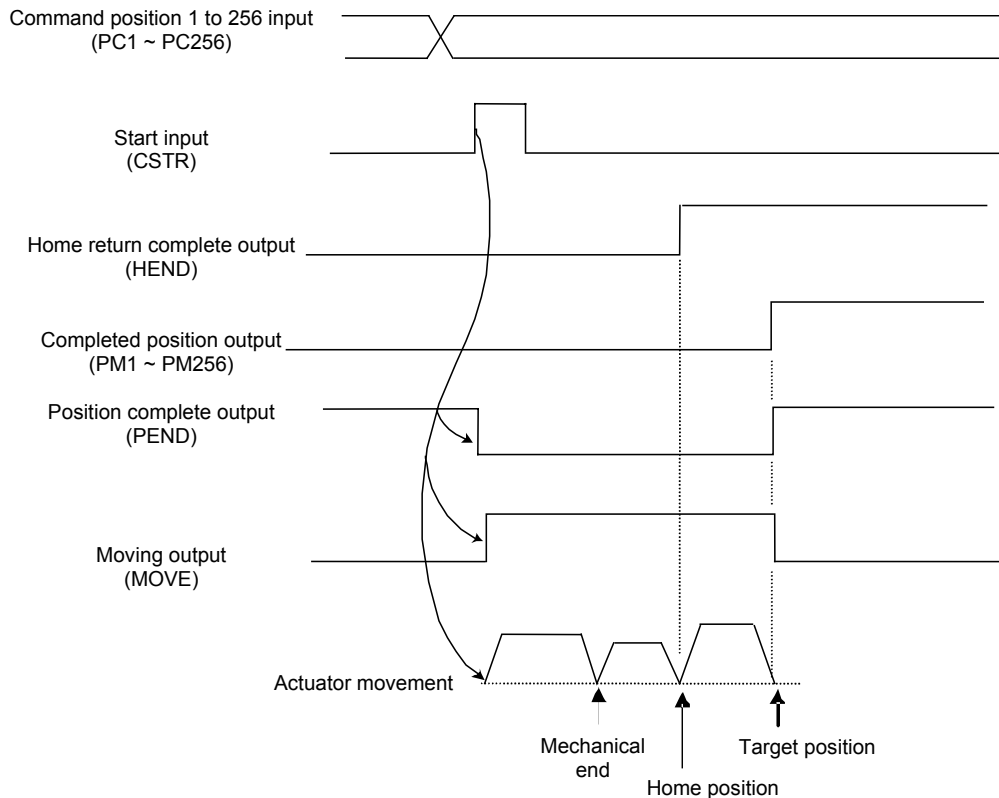 Command position 1 to 256 input
(PC1 ~ PC256)
Start input
(CSTR)
Home return complete output
(HEND)
Completed position output
(PM1 ~ PM256)
Position complete output
(PEND)
Moving output
(MOVE)
Actuator movement
Mechanical
end
Target position
Home position